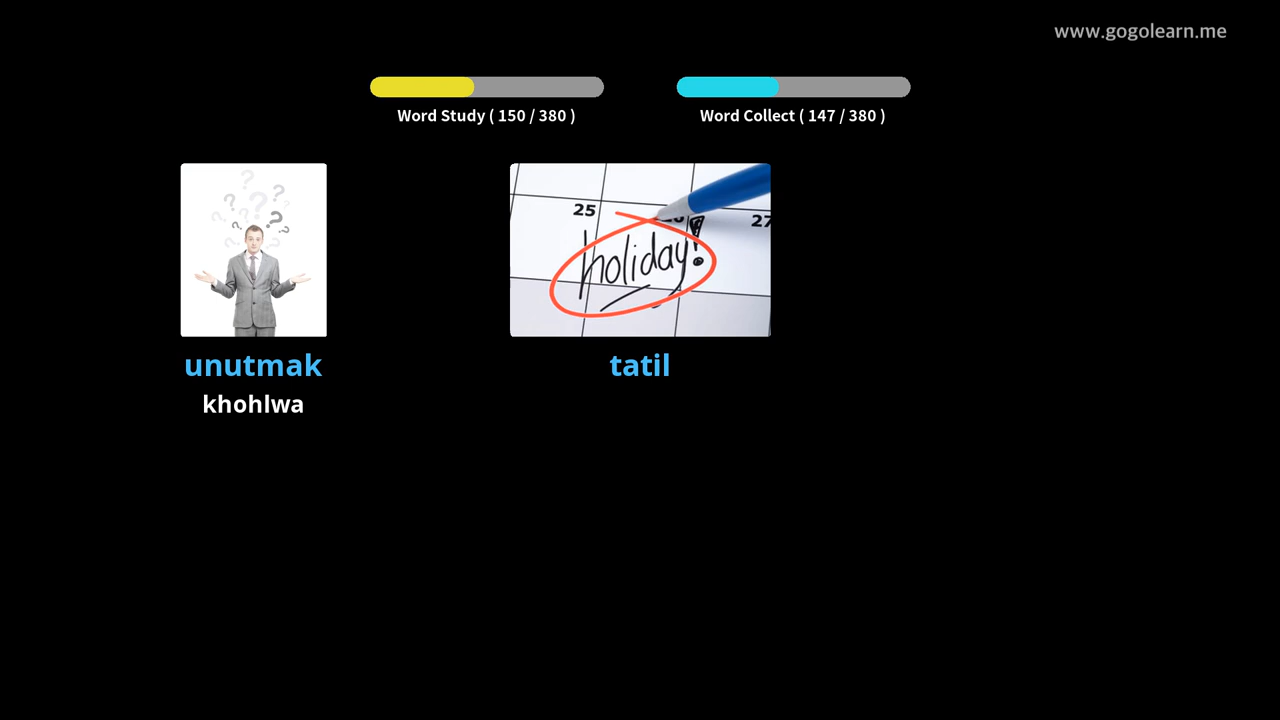 www.gogolearn.me
Word Study ( 150 / 380 )
Word Collect ( 147 / 380 )
25
27
holiday!
unutmak
khohlwa
tatil